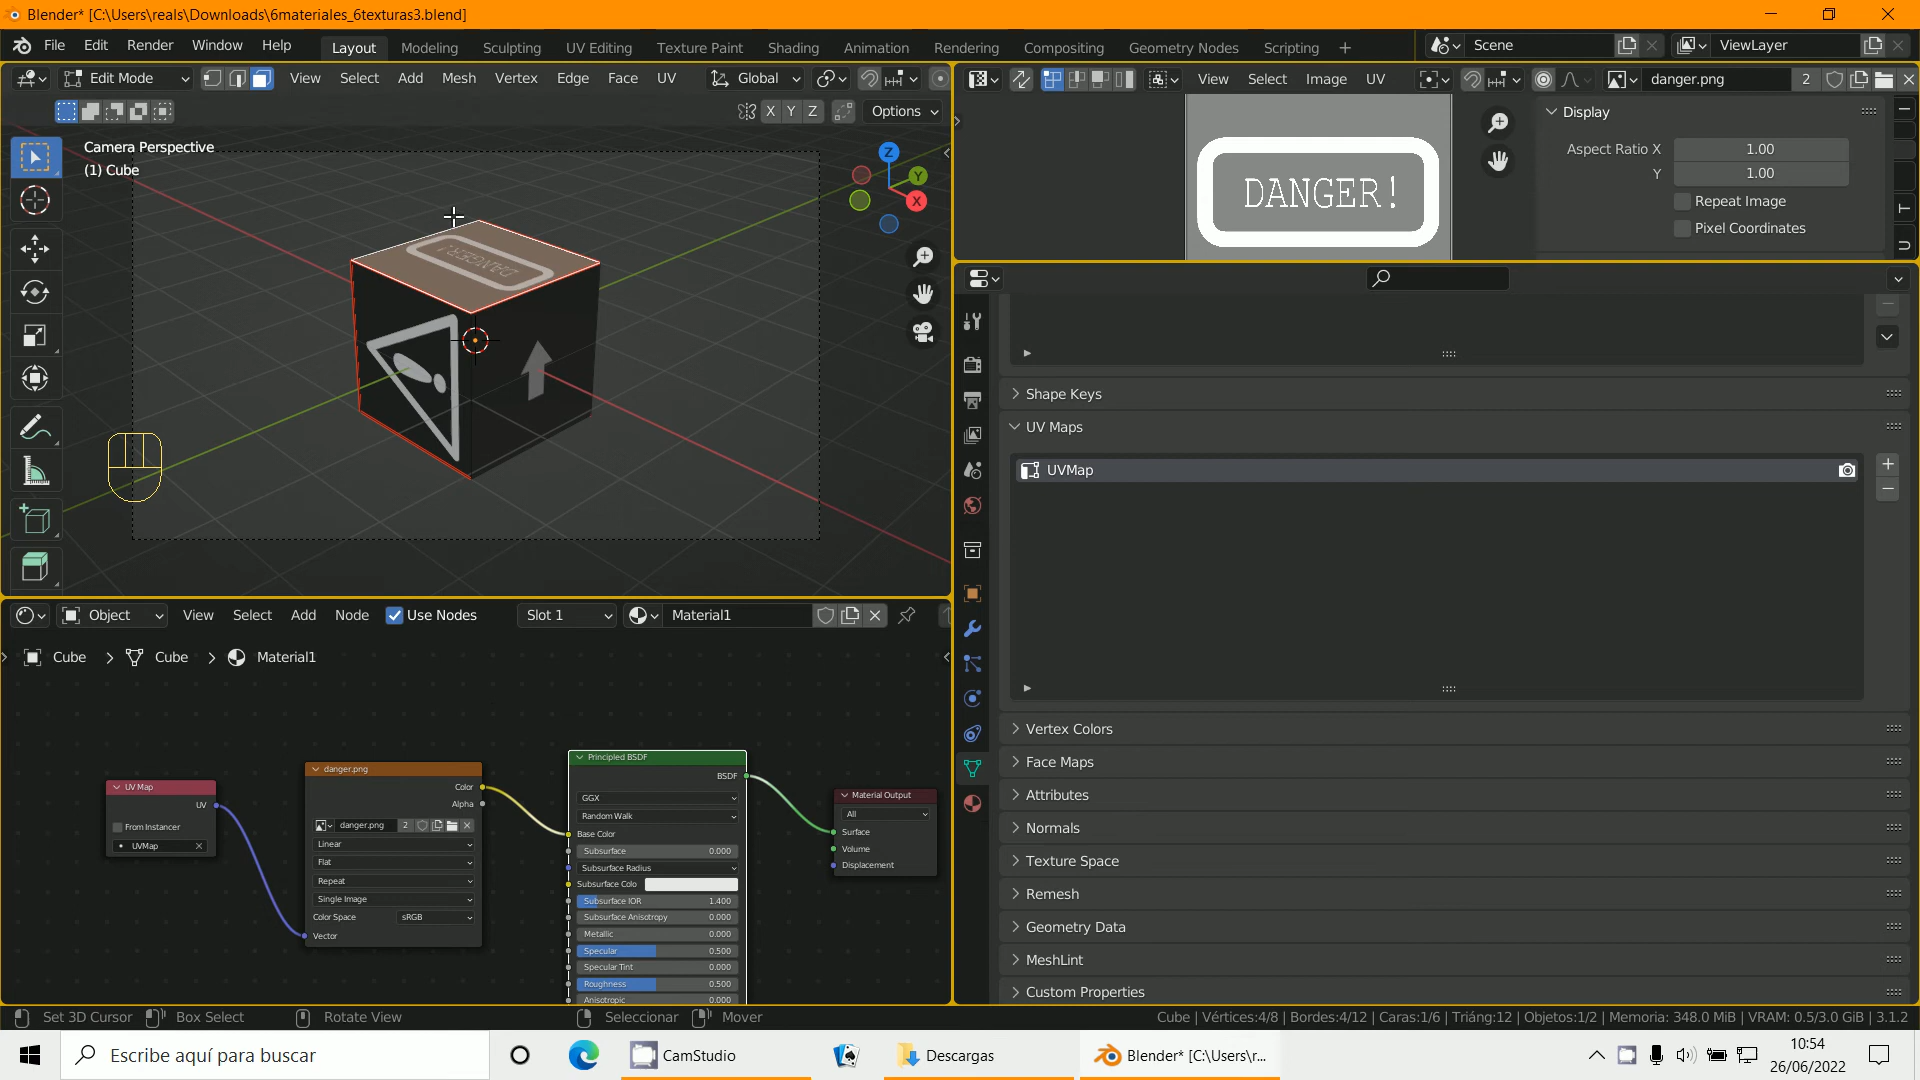 Blender* [C:\Users\reals\Downloads\6materiales_6texturas3.blend]
File Edit Render Window Help Layout Modeling Sculpting UV Editing Texture Paint Shading Animation Rendering Compositing Geometry Nodes Scripting + Scene ViewLayer
Edit Mode View Select Add Mesh Vertex Edge Face UV Global
X Y Z Options
Camera Perspective
(1) Cube
Z
Y
X
DANGER!
View Select Image UV danger.png 2
DANGER!
Display
Aspect Ratio X 1.00
Y 1.00
Repeat Image
Pixel Coordinates
T
U
Shape Keys
UV Maps
UVMap
Vertex Colors
Face Maps
Attributes
Normals
Texture Space
Remesh
Geometry Data
MeshLint
Custom Properties
Object View Select Add Node Use Nodes Slot 1 Material1
Cube > Cube > Material1
UV Map
UV
From Instancer
UVMap
danger.png
Color
Alpha
danger.png 2
Linear
Flat
Repeat
Single Image
Color Space sRGB
Vector
Principled BSDF
BSDF
GGX
Random Walk
Base Color
Subsurface 0.000
Subsurface Radius
Subsurface Colo
Subsurface IOR 1.400
Subsurface Anisotropy 0.000
Metallic 0.000
Specular 0.500
Specular Tint 0.000
Roughness 0.500
Anisotropic 0.000
Material Output
All
Surface
Volume
Displacement
Set 3D Cursor Box Select Rotate View Seleccionar Mover Cube | Vértices:4/8 | Bordes:4/12 | Caras:1/6 | Triáng:12 | Objetos:1/2 | Memoria: 348.0 MiB | VRAM: 0.5/3.0 GiB | 3.1.2
Escribe aquí para buscar CamStudio Descargas Blender* [C:\Users\r... 10:54
26/06/2022